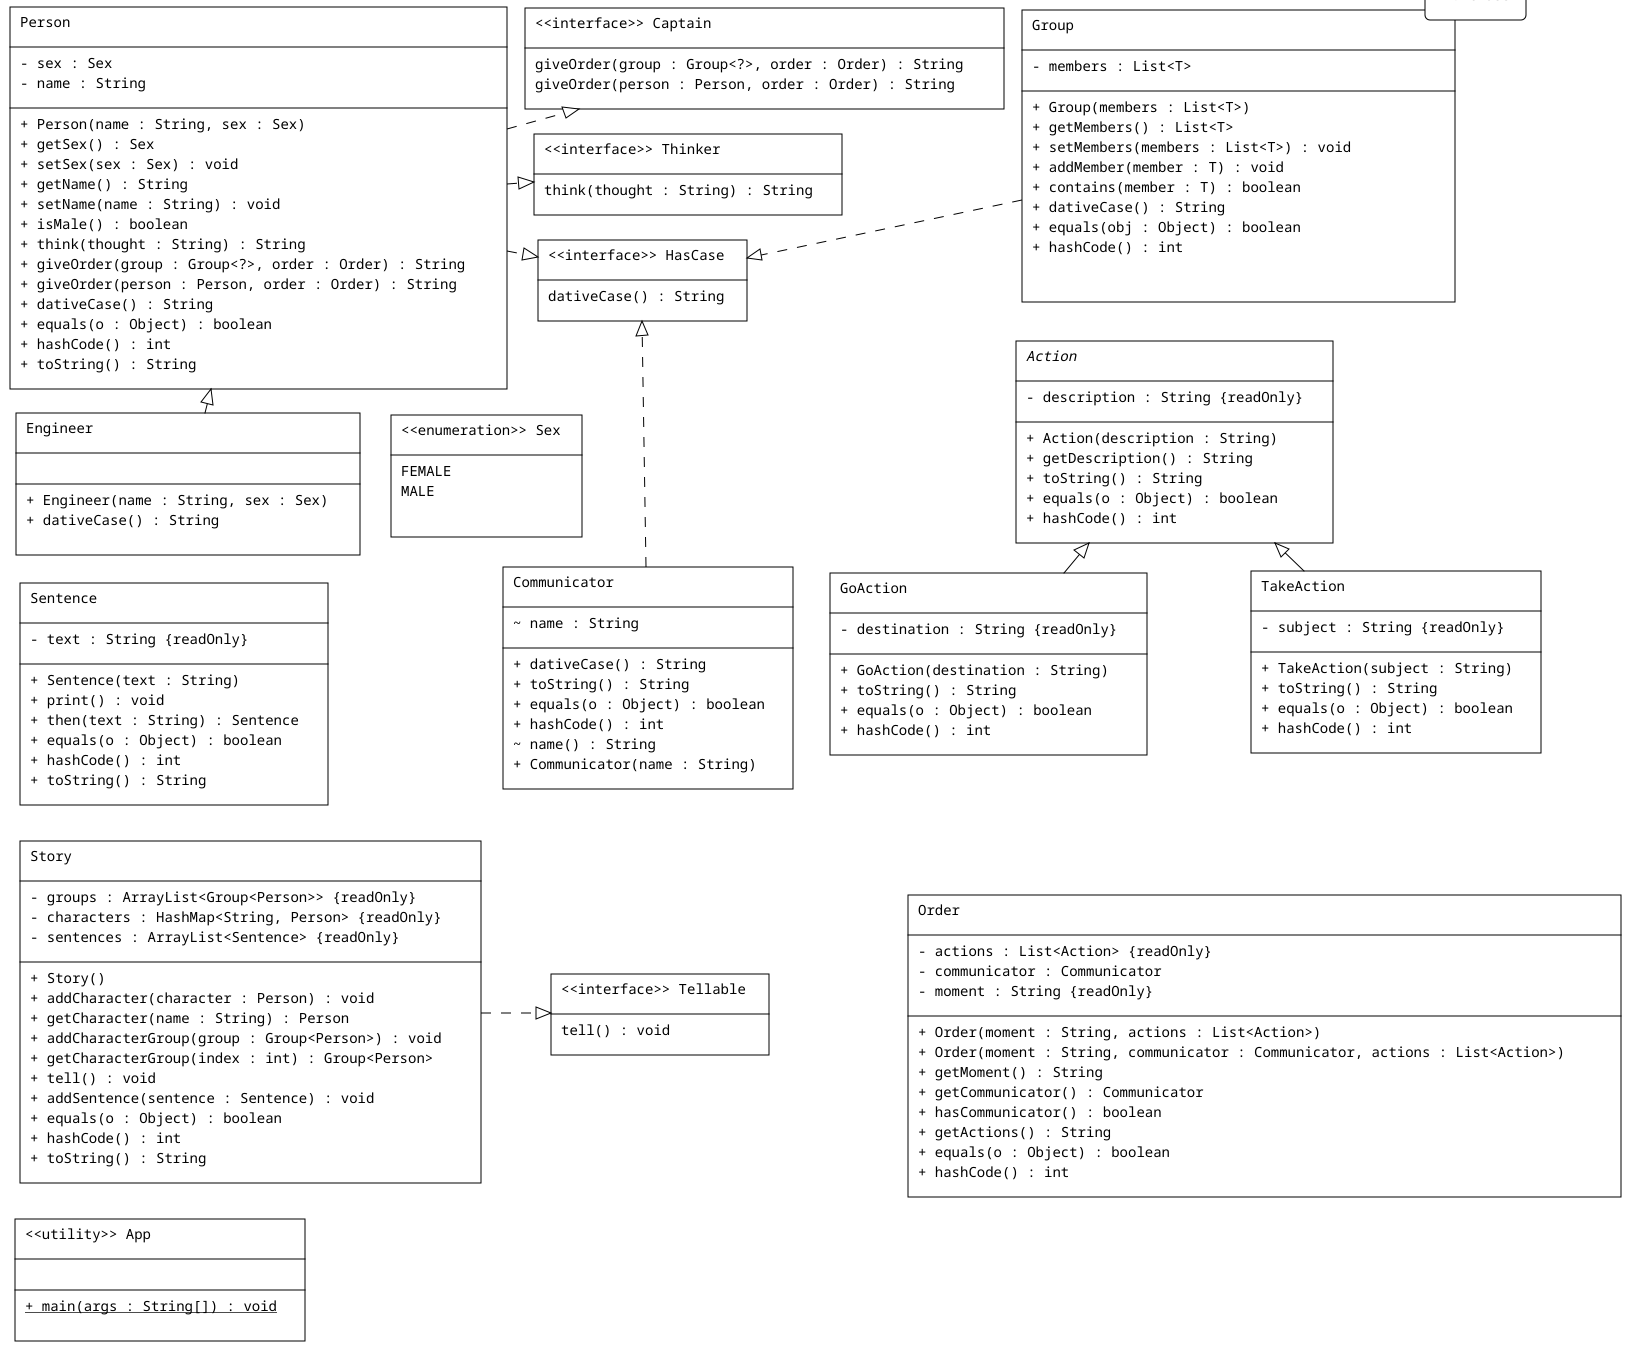 Person
- sex : Sex
- name : String
+ Person(name : String, sex : Sex)
+ getSex() : Sex
+ setSex(sex : Sex) : void
+ getName() : String
+ setName(name : String) : void
+ isMale() : boolean
+ think(thought : String) : String
+ giveOrder(group : Group<?>, order : Order) : String
+ giveOrder(person : Person, order : Order) : String
+ dativeCase() : String
+ equals(o : Object) : boolean
+ hashCode() : int
+ toString() : String
<<interface>> Captain
giveOrder(group : Group<?>, order : Order) : String
giveOrder(person : Person, order : Order) : String
<<interface>> Thinker
think(thought : String) : String
<<interface>> HasCase
dativeCase() : String
Group
- members : List<T>
+ Group(members : List<T>)
+ getMembers() : List<T>
+ setMembers(members : List<T>) : void
+ addMember(member : T) : void
+ contains(member : T) : boolean
+ dativeCase() : String
+ equals(obj : Object) : boolean
+ hashCode() : int
Action
- description : String {readOnly}
+ Action(description : String)
+ getDescription() : String
+ toString() : String
+ equals(o : Object) : boolean
+ hashCode() : int
Engineer
+ Engineer(name : String, sex : Sex)
+ dativeCase() : String
<<enumeration>> Sex
FEMALE
MALE
Sentence
- text : String {readOnly}
+ Sentence(text : String)
+ print() : void
+ then(text : String) : Sentence
+ equals(o : Object) : boolean
+ hashCode() : int
+ toString() : String
Communicator
~ name : String
+ dativeCase() : String
+ toString() : String
+ equals(o : Object) : boolean
+ hashCode() : int
~ name() : String
+ Communicator(name : String)
GoAction
- destination : String {readOnly}
+ GoAction(destination : String)
+ toString() : String
+ equals(o : Object) : boolean
+ hashCode() : int
TakeAction
- subject : String {readOnly}
+ TakeAction(subject : String)
+ toString() : String
+ equals(o : Object) : boolean
+ hashCode() : int
Story
- groups : ArrayList<Group<Person>> {readOnly}
- characters : HashMap<String, Person> {readOnly}
- sentences : ArrayList<Sentence> {readOnly}
+ Story()
+ addCharacter(character : Person) : void
+ getCharacter(name : String) : Person
+ addCharacterGroup(group : Group<Person>) : void
+ getCharacterGroup(index : int) : Group<Person>
+ tell() : void
+ addSentence(sentence : Sentence) : void
+ equals(o : Object) : boolean
+ hashCode() : int
+ toString() : String
<<interface>> Tellable
tell() : void
Order
- actions : List<Action> {readOnly}
- communicator : Communicator
- moment : String {readOnly}
+ Order(moment : String, actions : List<Action>)
+ Order(moment : String, communicator : Communicator, actions : List<Action>)
+ getMoment() : String
+ getCommunicator() : Communicator
+ hasCommunicator() : boolean
+ getActions() : String
+ equals(o : Object) : boolean
+ hashCode() : int
<<utility>> App
+ main(args : String[]) : void